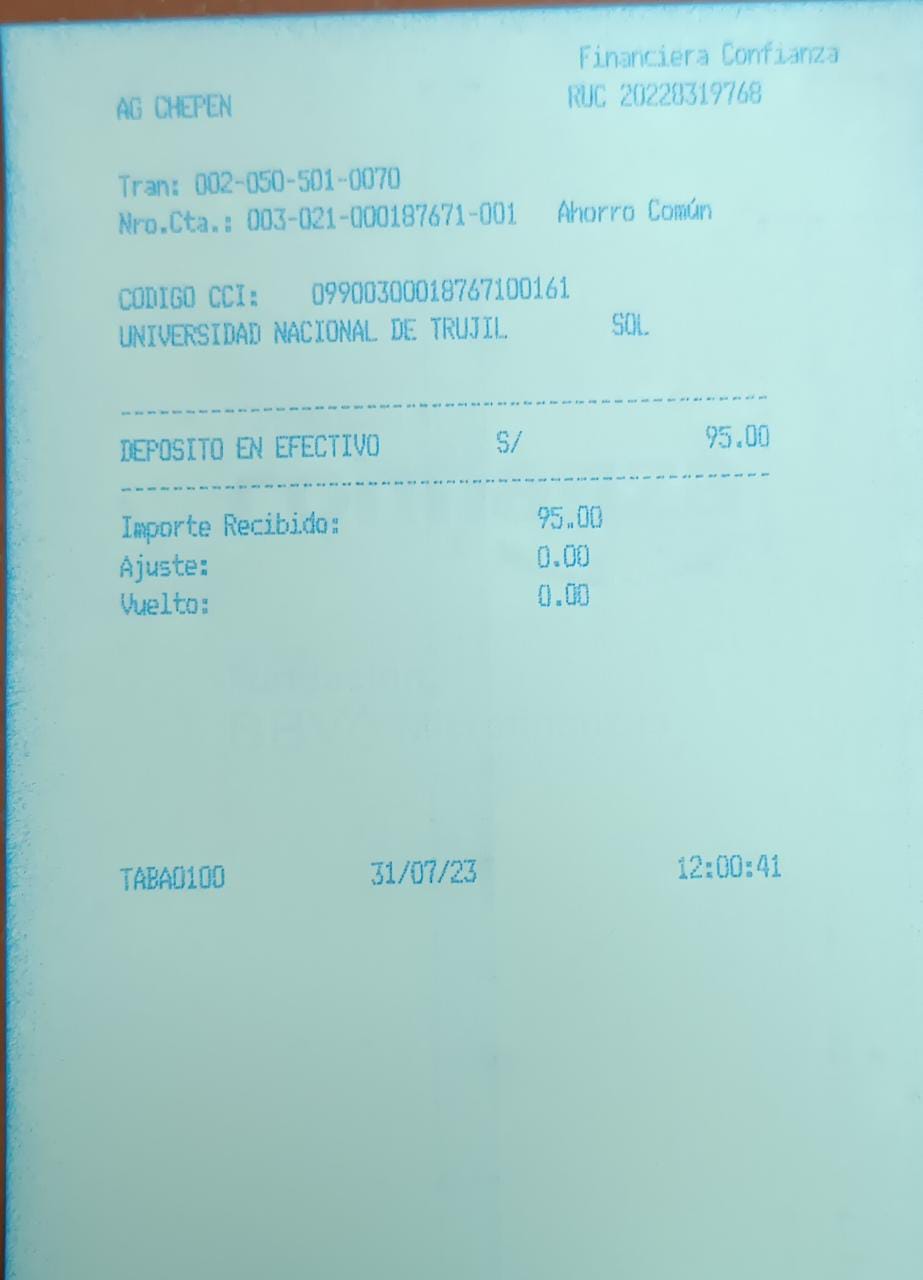 Financiera Confianza
AG CHEPEN RUC 20228319768
Tran: 002-050-501-0070
Nro.Cta.: 003-021-000187671-001 Ahorro Común
CODIGO CCI: 09900300018767100161
UNIVERSIDAD NACIONAL DE TRUJIL SOL
DEPOSITO EN EFECTIVO S/ 95.00
Importe Recibido: 95.00
Ajuste: 0.00
Vuelto: 0.00
TABA0100 31/07/23 12:00:41